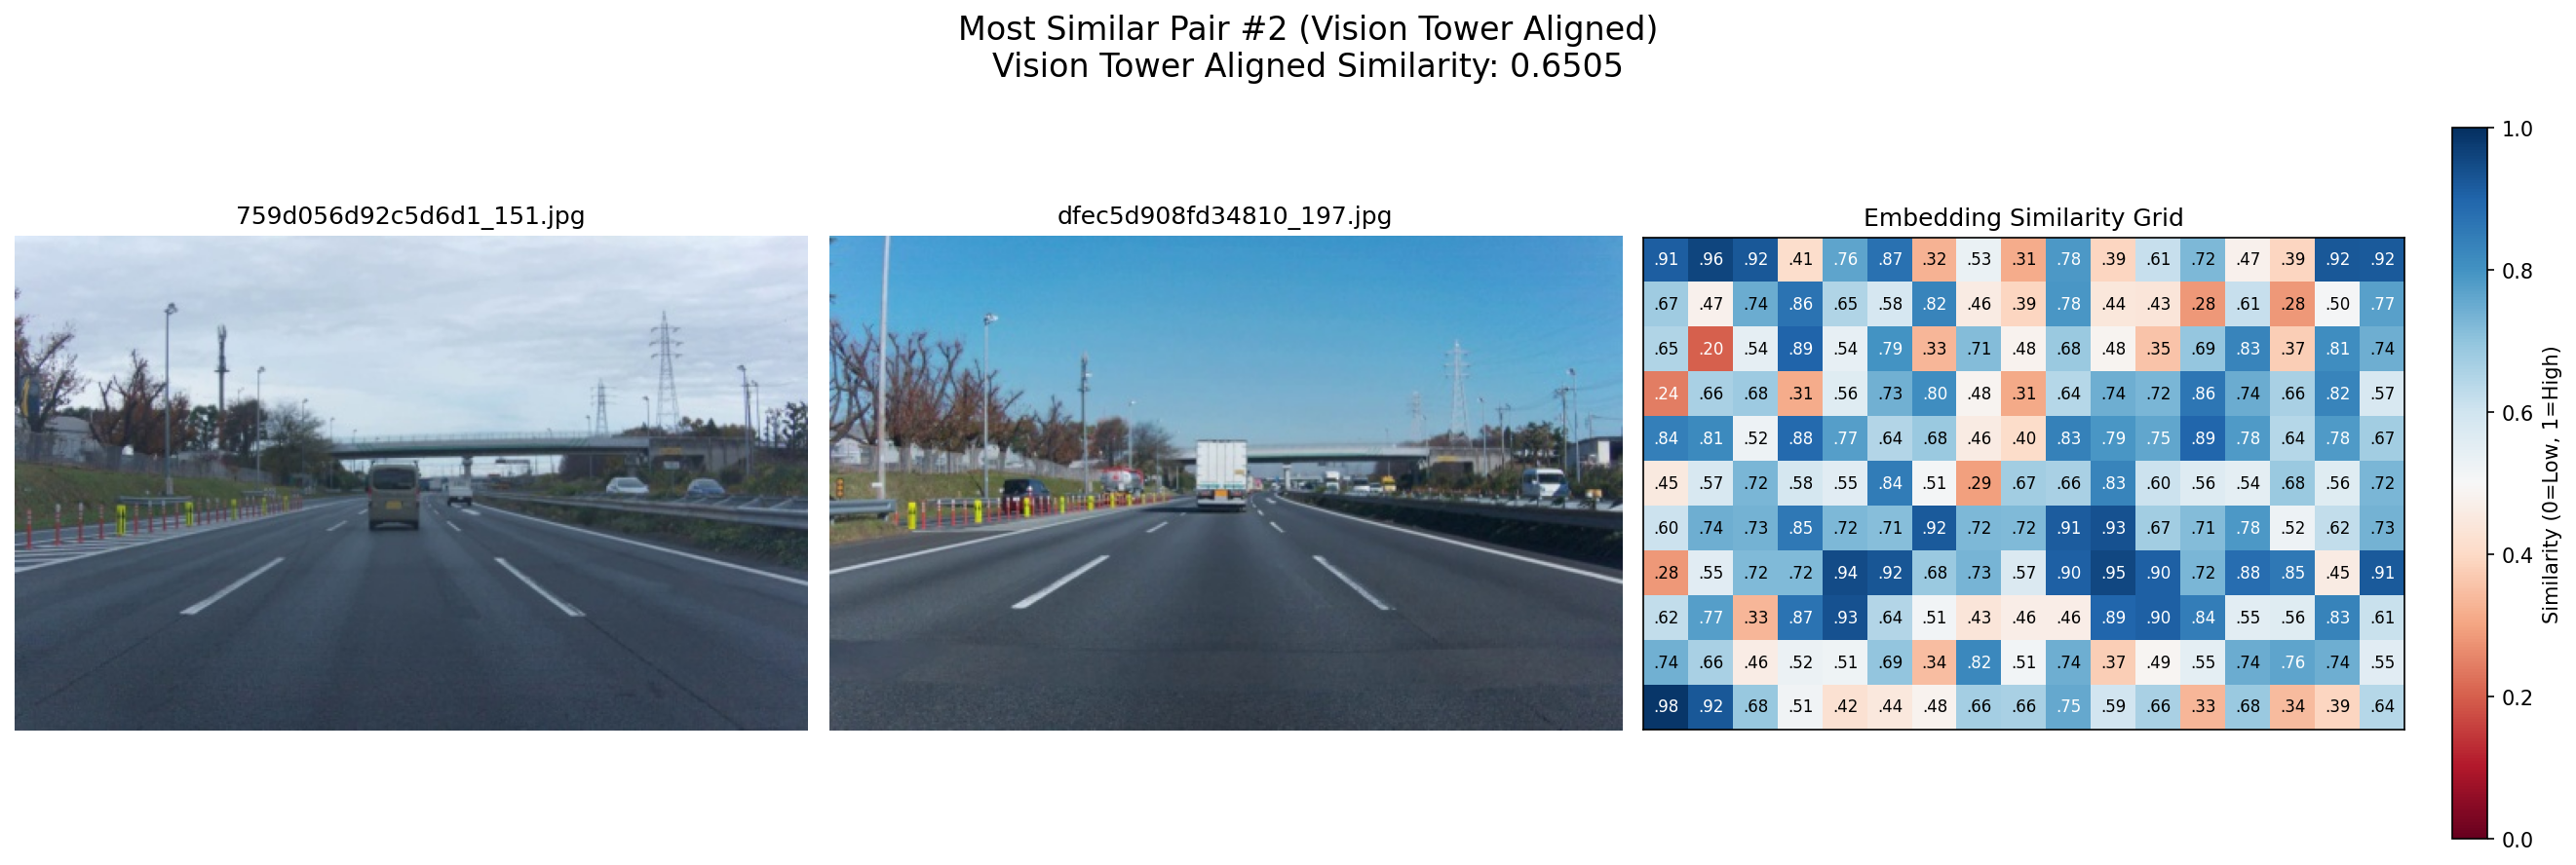 Most Similar Pair #2 (Vision Tower Aligned)
Vision Tower Aligned Similarity: 0.6505
759d056d92c5d6d1_151.jpg
dfec5d908fd34810_197.jpg
Embedding Similarity Grid
.91 .96 .92 .41 .76 .87 .32 .53 .31 .78 .39 .61 .72 .47 .39 .92 .92
.67 .47 .74 .86 .65 .58 .82 .46 .39 .78 .44 .43 .28 .61 .28 .50 .77
.65 .20 .54 .89 .54 .79 .33 .71 .48 .68 .48 .35 .69 .83 .37 .81 .74
.24 .66 .68 .31 .56 .73 .80 .48 .31 .64 .74 .72 .86 .74 .66 .82 .57
.84 .81 .52 .88 .77 .64 .68 .46 .40 .83 .79 .75 .89 .78 .64 .78 .67
.45 .57 .72 .58 .55 .84 .51 .29 .67 .66 .83 .60 .56 .54 .68 .56 .72
.60 .74 .73 .85 .72 .71 .92 .72 .72 .91 .93 .67 .71 .78 .52 .62 .73
.28 .55 .72 .72 .94 .92 .68 .73 .57 .90 .95 .90 .72 .88 .85 .45 .91
.62 .77 .33 .87 .93 .64 .51 .43 .46 .46 .89 .90 .84 .55 .56 .83 .61
.74 .66 .46 .52 .51 .69 .34 .82 .51 .74 .37 .49 .55 .74 .76 .74 .55
.98 .92 .68 .51 .42 .44 .48 .66 .66 .75 .59 .66 .33 .68 .34 .39 .64
1.0
0.8
0.6
0.4
0.2
0.0
Similarity (0=Low, 1=High)